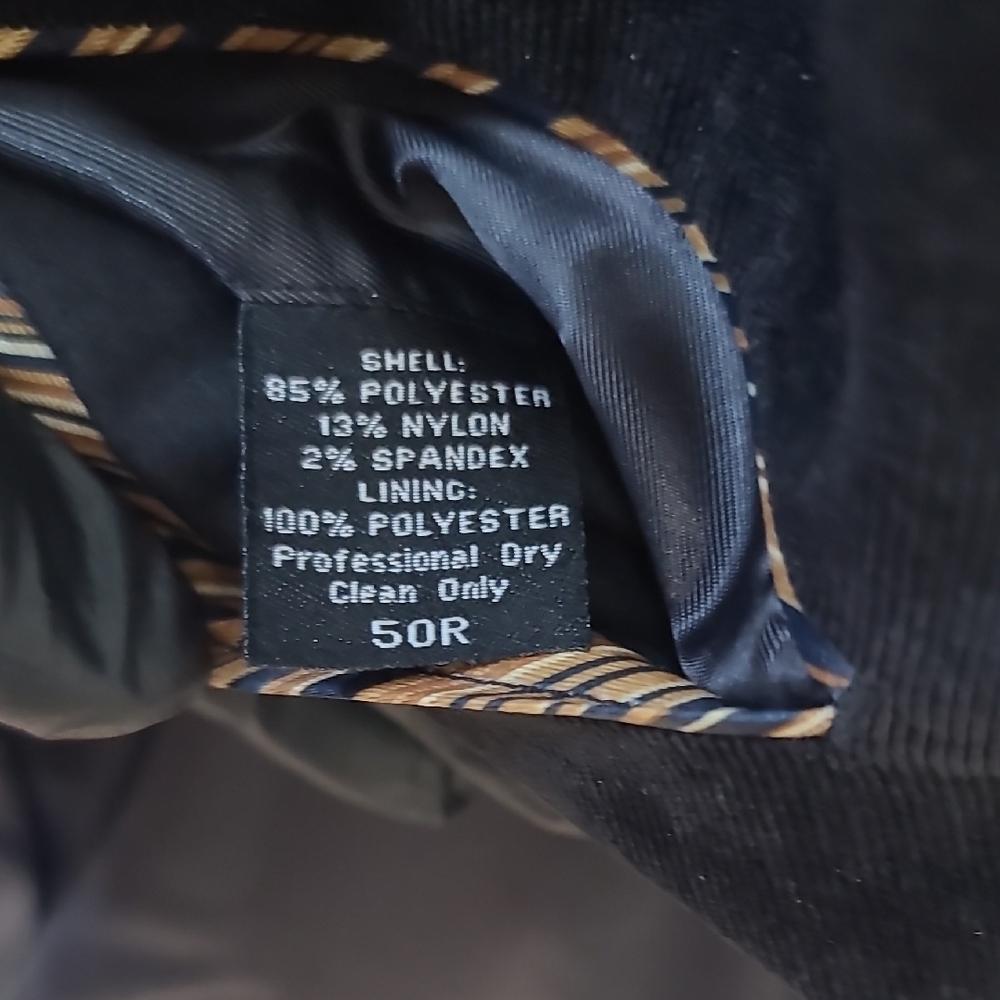 SHELL:
85% POLYESTER
13% NYLON
2% SPANDEX
LINING:
100% POLYESTER
Professional Dry
Clean Only
50R